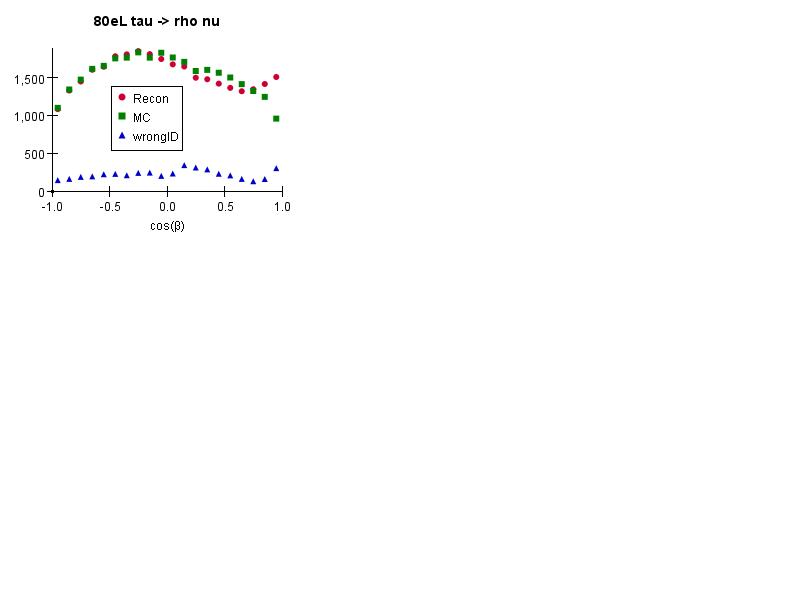 80eL tau -> rho nu
1,500
1,000
500
0
Recon
MC
wrongID
-1.0 -0.5 0.0 0.5 1.0
cos(β)